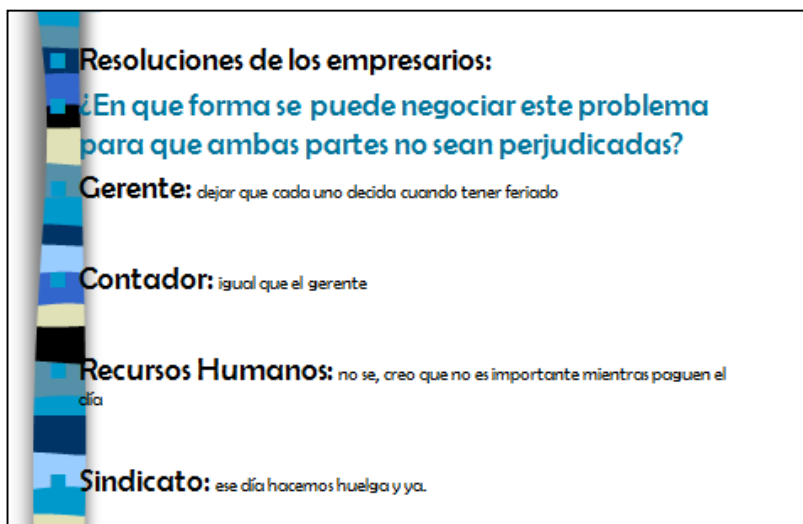 Resoluciones de los empresarios:
¿En que forma se puede negociar este problema
para que ambas partes no sean perjudicadas?
Gerente: dejar que cada uno decida cuando tener feriado
Contador: igual que el gerente
Recursos Humanos: no se, creo que no es importante mientras paguen el
día
Sindicato: ese día hacemos huelga y ya.